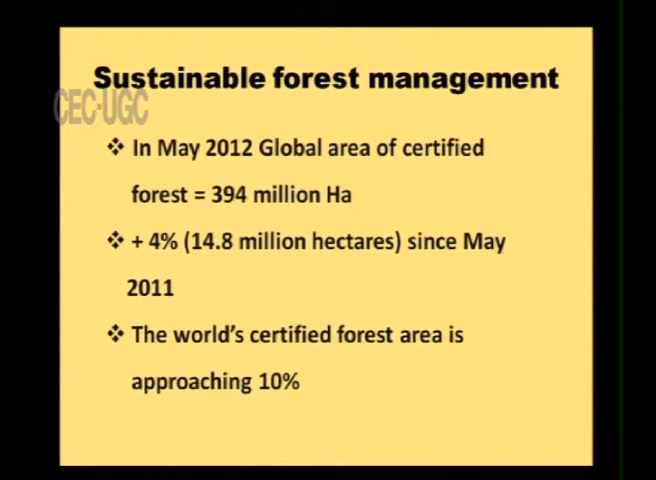 Sustainable forest management
CEC-UGC
❖ In May 2012 Global area of certified
forest = 394 million Ha
❖ + 4% (14.8 million hectares) since May
2011
❖ The world's certified forest area is
approaching 10%